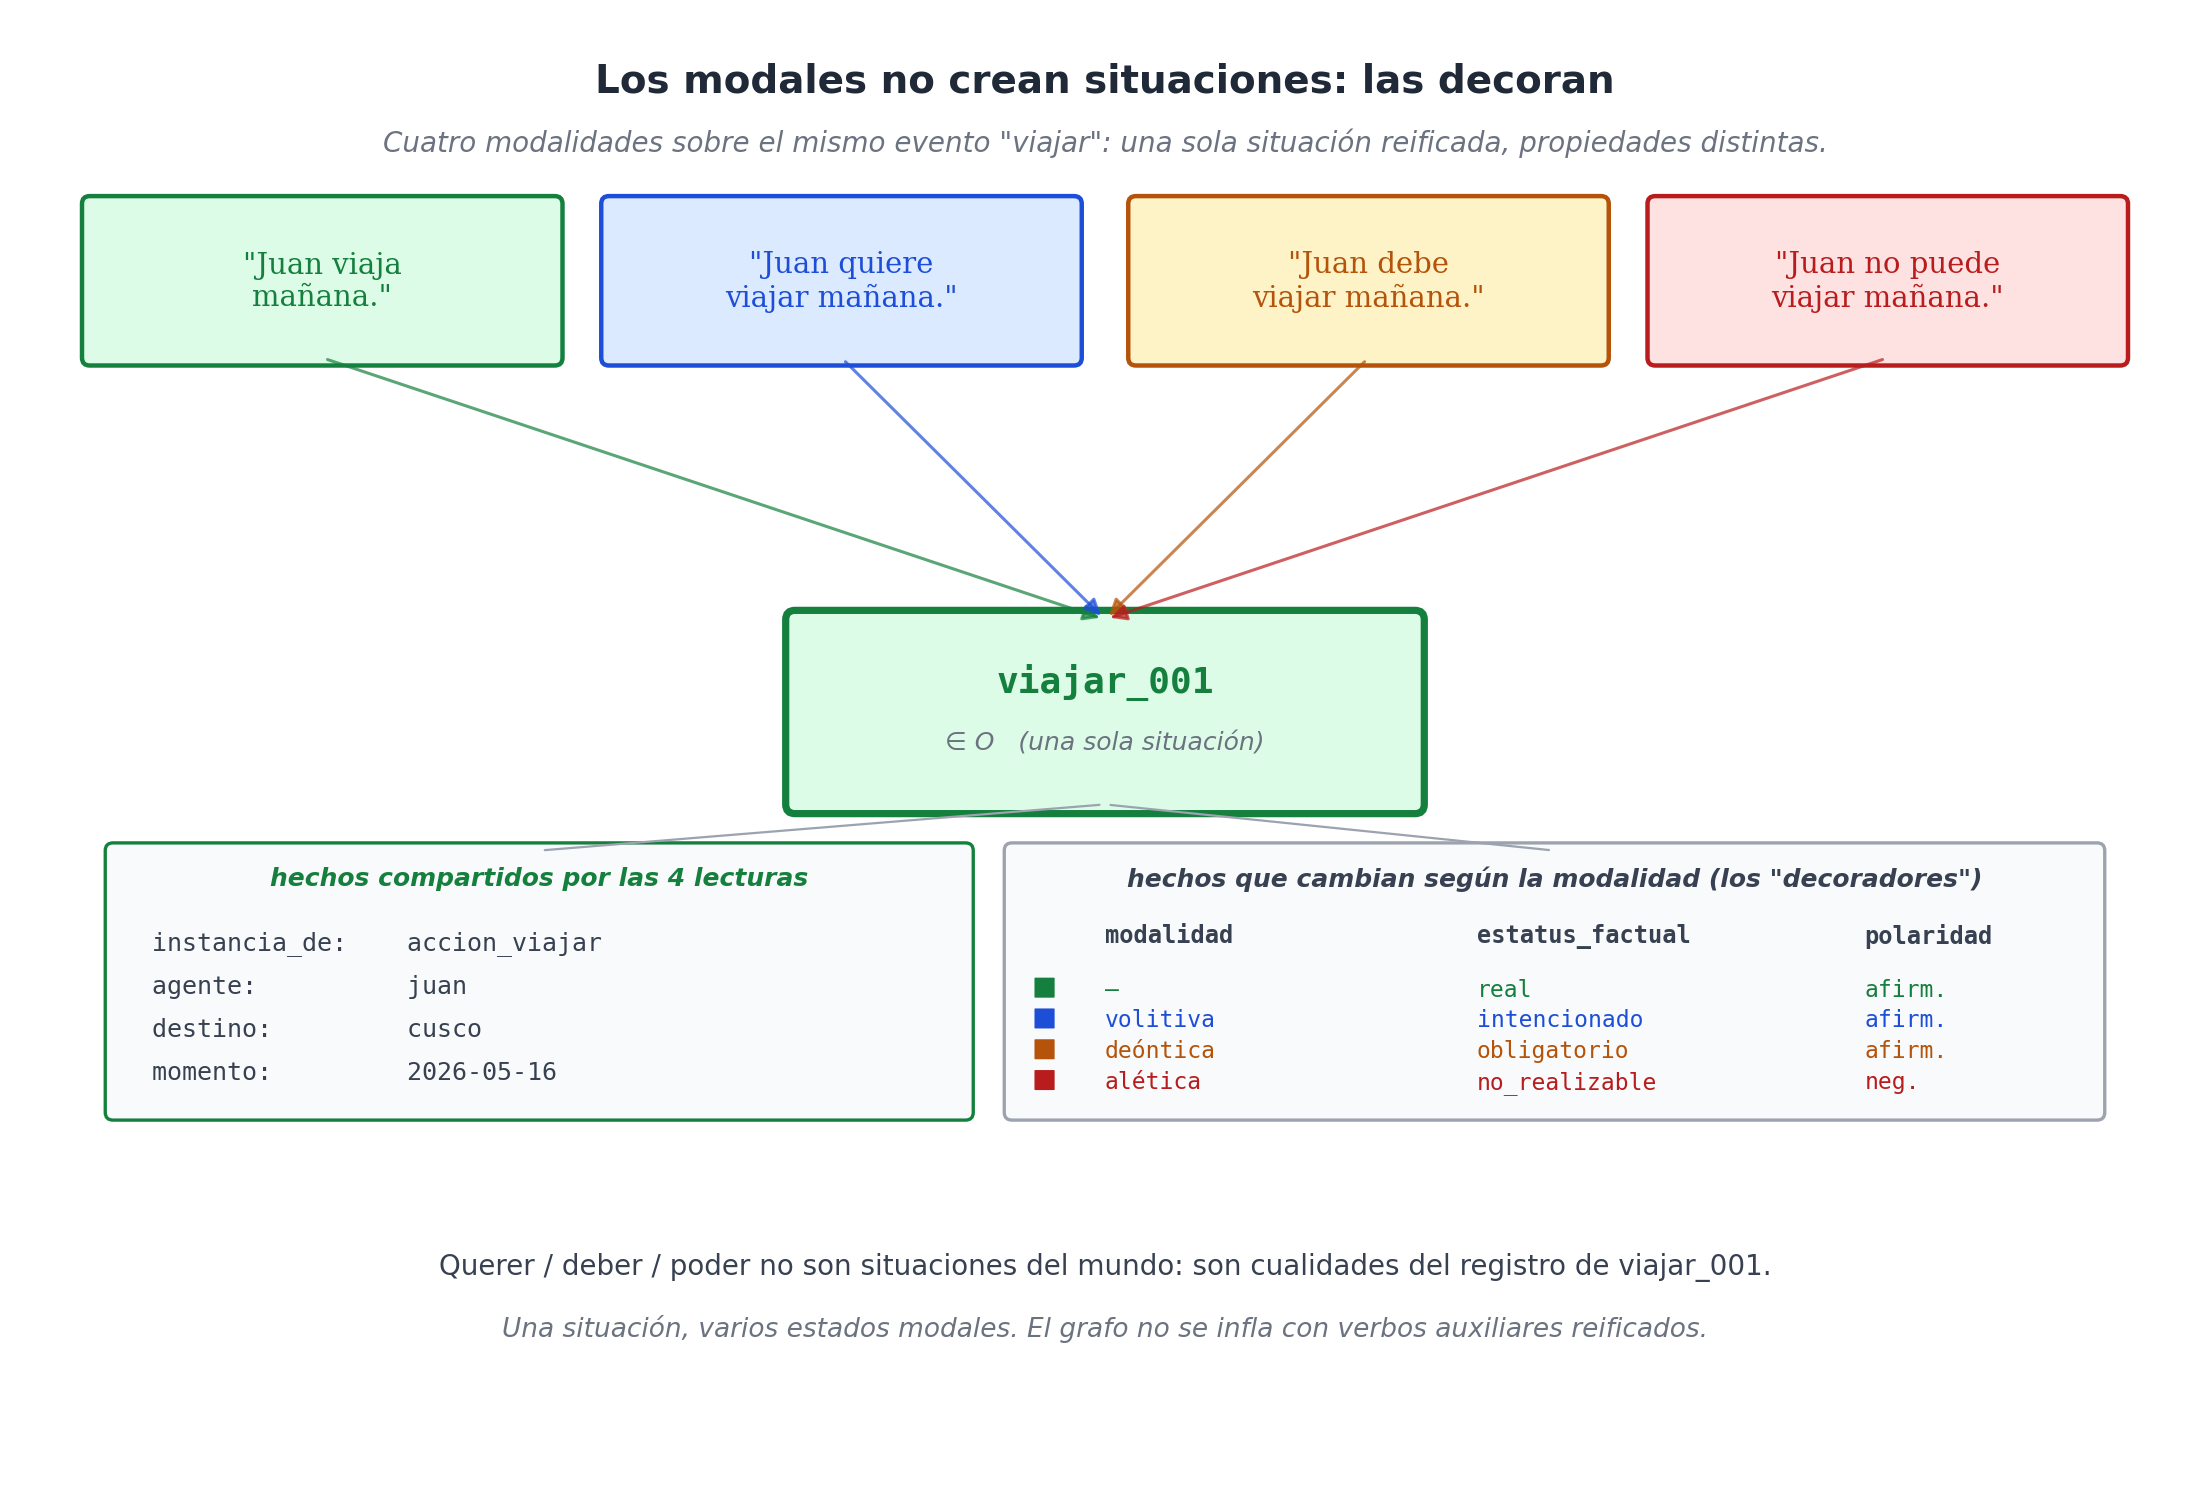 Los modales no crean situaciones: las decoran
Cuatro modalidades sobre el mismo evento "viajar": una sola situación reificada, propiedades distintas.
"Juan viaja
mañana."
"Juan quiere
viajar mañana."
"Juan debe
viajar mañana."
"Juan no puede
viajar mañana."
viajar_001
∈ O (una sola situación)
hechos compartidos por las 4 lecturas
instancia_de: accion_viajar
agente: juan
destino: cusco
momento: 2026-05-16
hechos que cambian según la modalidad (los "decoradores")
modalidad estatus_factual polaridad
— real afirm.
volitiva intencionado afirm.
deóntica obligatorio afirm.
alética no_realizable neg.
Querer / deber / poder no son situaciones del mundo: son cualidades del registro de viajar_001.
Una situación, varios estados modales. El grafo no se infla con verbos auxiliares reificados.